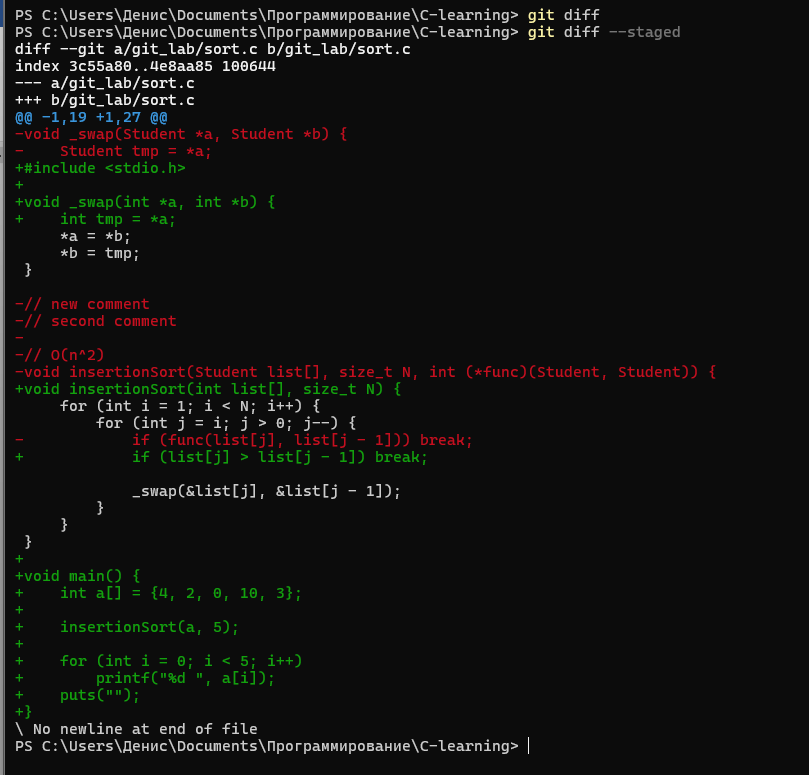 PS C:\Users\Денис\Documents\Программирование\C-learning> git diff
PS C:\Users\Денис\Documents\Программирование\C-learning> git diff --staged
diff --git a/git_lab/sort.c b/git_lab/sort.c
index 3c55a80..4e8aa85 100644
--- a/git_lab/sort.c
+++ b/git_lab/sort.c
@@ -1,19 +1,27 @@
-void _swap(Student *a, Student *b) {
-    Student tmp = *a;
+#include <stdio.h>
+
+void _swap(int *a, int *b) {
+    int tmp = *a;
     *a = *b;
     *b = tmp;
 }

-// new comment
-// second comment
-
-// O(n^2)
-void insertionSort(Student list[], size_t N, int (*func)(Student, Student)) {
+void insertionSort(int list[], size_t N) {
     for (int i = 1; i < N; i++) {
         for (int j = i; j > 0; j--) {
-            if (func(list[j], list[j - 1])) break;
+            if (list[j] > list[j - 1]) break;

             _swap(&list[j], &list[j - 1]);
         }
     }
 }
+
+void main() {
+    int a[] = {4, 2, 0, 10, 3};
+
+    insertionSort(a, 5);
+
+    for (int i = 0; i < 5; i++)
+        printf("%d ", a[i]);
+    puts("");
+}
\ No newline at end of file
PS C:\Users\Денис\Documents\Программирование\C-learning>